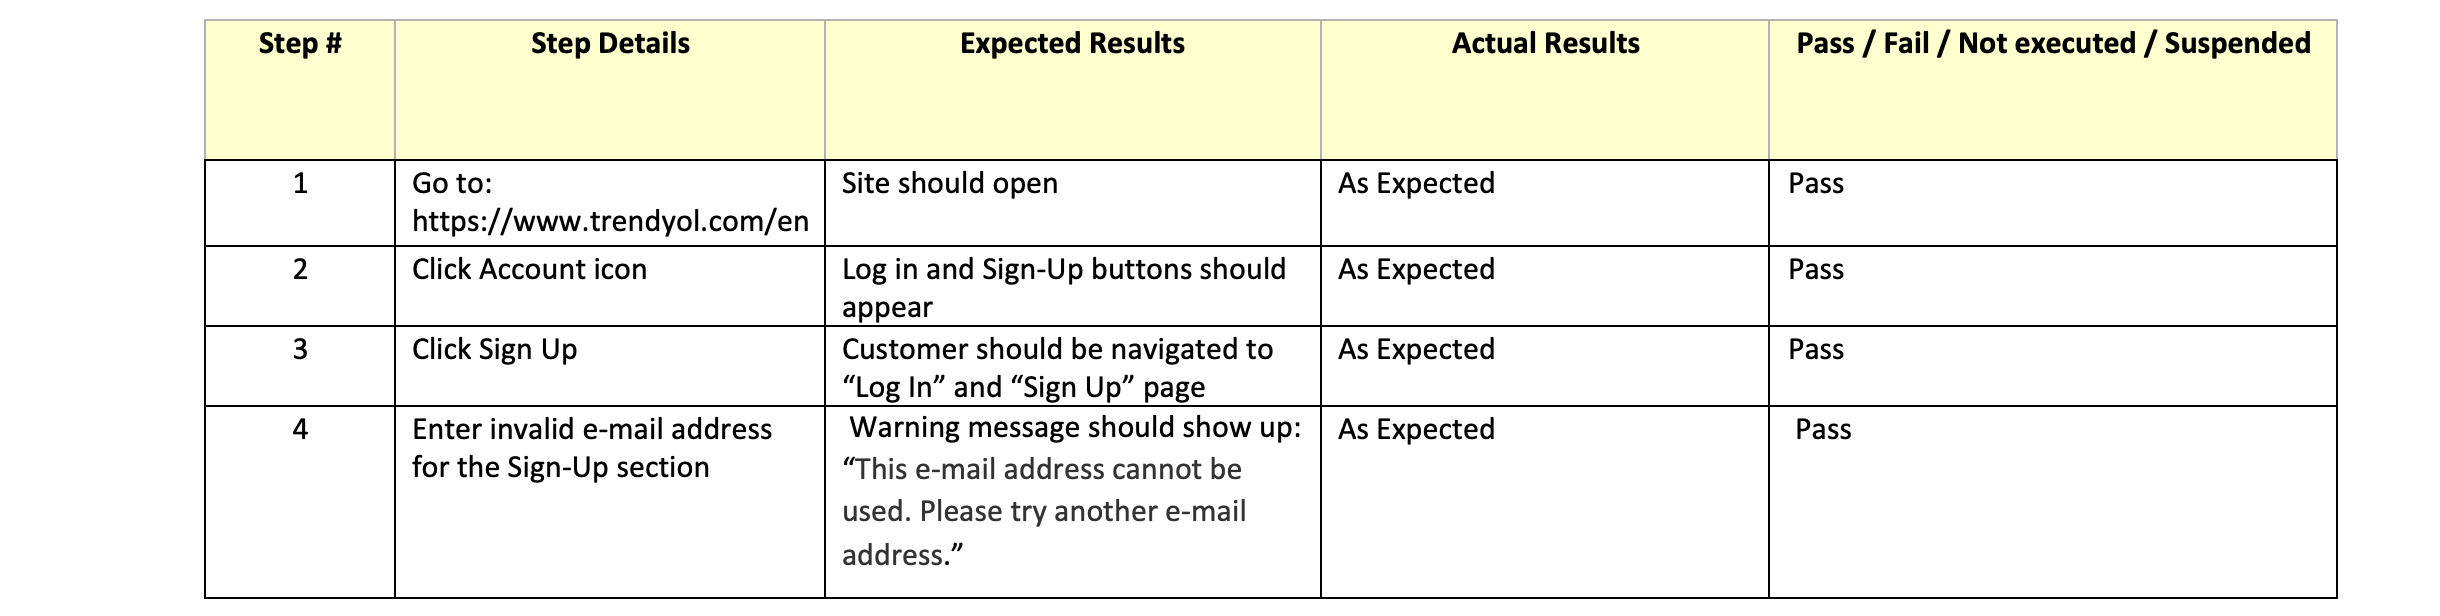 Step # Step Details Expected Results Actual Results Pass / Fail / Not executed / Suspended
1 Go to: Site should open As Expected Pass
https://www.trendyol.com/en
2 Click Account icon Log in and Sign-Up buttons should As Expected Pass
appear
3 Click Sign Up Customer should be navigated to As Expected Pass
“Log In” and “Sign Up” page
4 Enter invalid e-mail address Warning message should show up: As Expected Pass
for the Sign-Up section “This e-mail address cannot be
used. Please try another e-mail
address.”